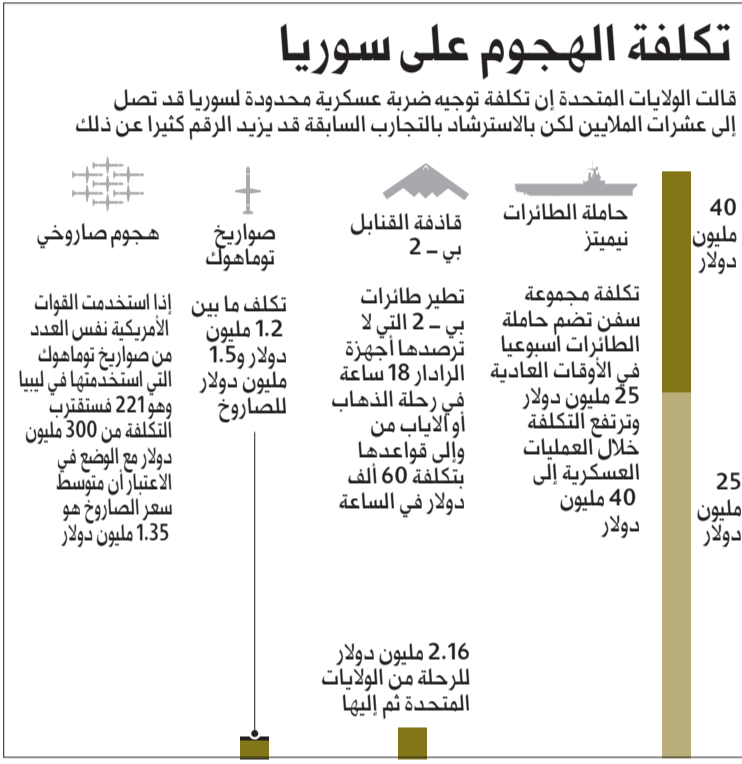 تكلفة الهجوم على سوريا
قالت الولايات المتحدة إن تكلفة توجيه ضربة عسكرية محدودة لسوريا قد تصل
إلى عشرات الملايين لكن بالاسترشاد بالتجارب السابقة قد يزيد الرقم كثيرا عن ذلك
40
مليون
دولار
25
مليون
دولار
حاملة الطائرات
نيميتز
تكلفة مجموعة
سفن تضم حاملة
الطائرات اسبوعيا
في الأوقات العادية
25 مليون دولار
وترتفع التكلفة
خلال العمليات
العسكرية إلى
40 مليون
دولار
قاذفة القنابل
بي – 2
تطير طائرات
بي – 2 التي لا
ترصدها أجهزة
الرادار 18 ساعة
في رحلة الذهاب
أو الاياب من
وإلى قواعدها
بتكلفة 60 ألف
دولار في الساعة
2.16 مليون دولار
للرحلة من الولايات
المتحدة ثم إليها
صواريخ
توماهوك
تكلف ما بين
1.2 مليون
دولار و1.5
مليون دولار
للصاروخ
هجوم صاروخي
إذا استخدمت القوات
الأمريكية نفس العدد
من صواريخ توماهوك
التي استخدمتها في ليبيا
وهو 221 فستقترب
التكلفة من 300 مليون
دولار مع الوضع في
الاعتبار أن متوسط
سعر الصاروخ هو
1.35 مليون دولار